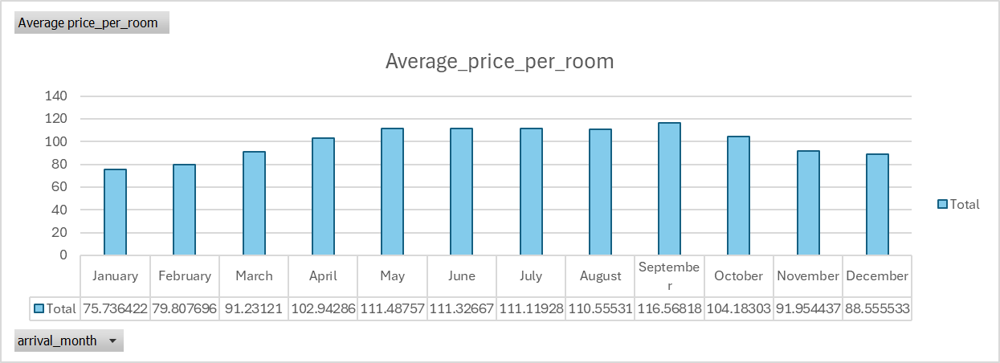 Average price_per_room
Average_price_per_room
140
120
100
80
60
40
20
0
January February March April May June July August Septembe
r October November December
Total 75.736422 79.807696 91.23121 102.94286 111.48757 111.32667 111.11928 110.55531 116.56818 104.18303 91.954437 88.555533
Total
arrival_month